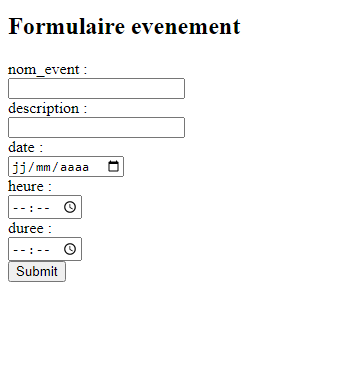 Formulaire evenement
nom_event :
description :
date :
jj/mm/aaaa
heure :
--:--
duree :
--:--
Submit